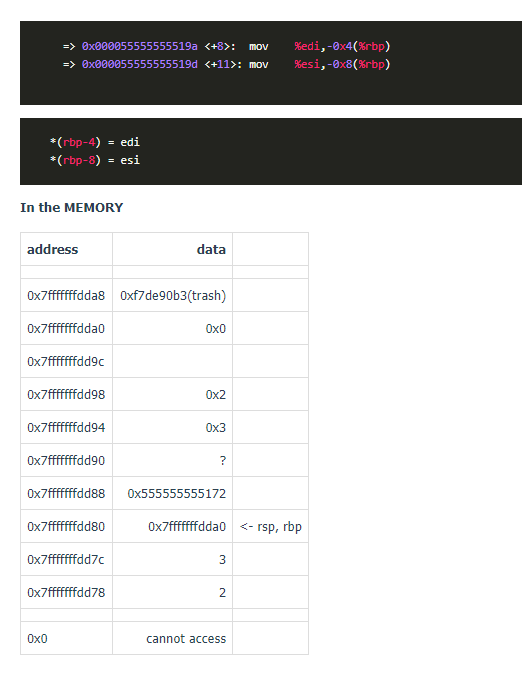 => 0x000055555555519a <+8>: mov %edi,-0x4(%rbp)
=> 0x000055555555519d <+11>: mov %esi,-0x8(%rbp)
*(rbp-4) = edi
*(rbp-8) = esi
In the MEMORY
address data
0x7fffffffdda8 0xf7de90b3(trash)
0x7fffffffdda0 0x0
0x7fffffffdd9c
0x7fffffffdd98 0x2
0x7fffffffdd94 0x3
0x7fffffffdd90 ?
0x7fffffffdd88 0x555555555172
0x7fffffffdd80 0x7fffffffdda0 <- rsp, rbp
0x7fffffffdd7c 3
0x7fffffffdd78 2
0x0 cannot access